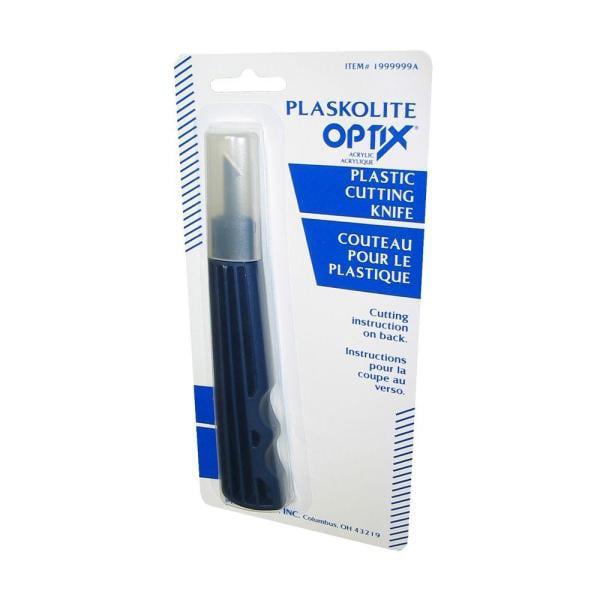 ITEM# 1999999A
PLASKOLITE
OPTIX®
ACRYLIC
ACRYLIQUE
PLASTIC
CUTTING
KNIFE
COUTEAU
POUR LE
PLASTIQUE
Cutting
instruction
on back.
Instructions
pour la
coupe au
verso.
INC. Columbus, OH 43219